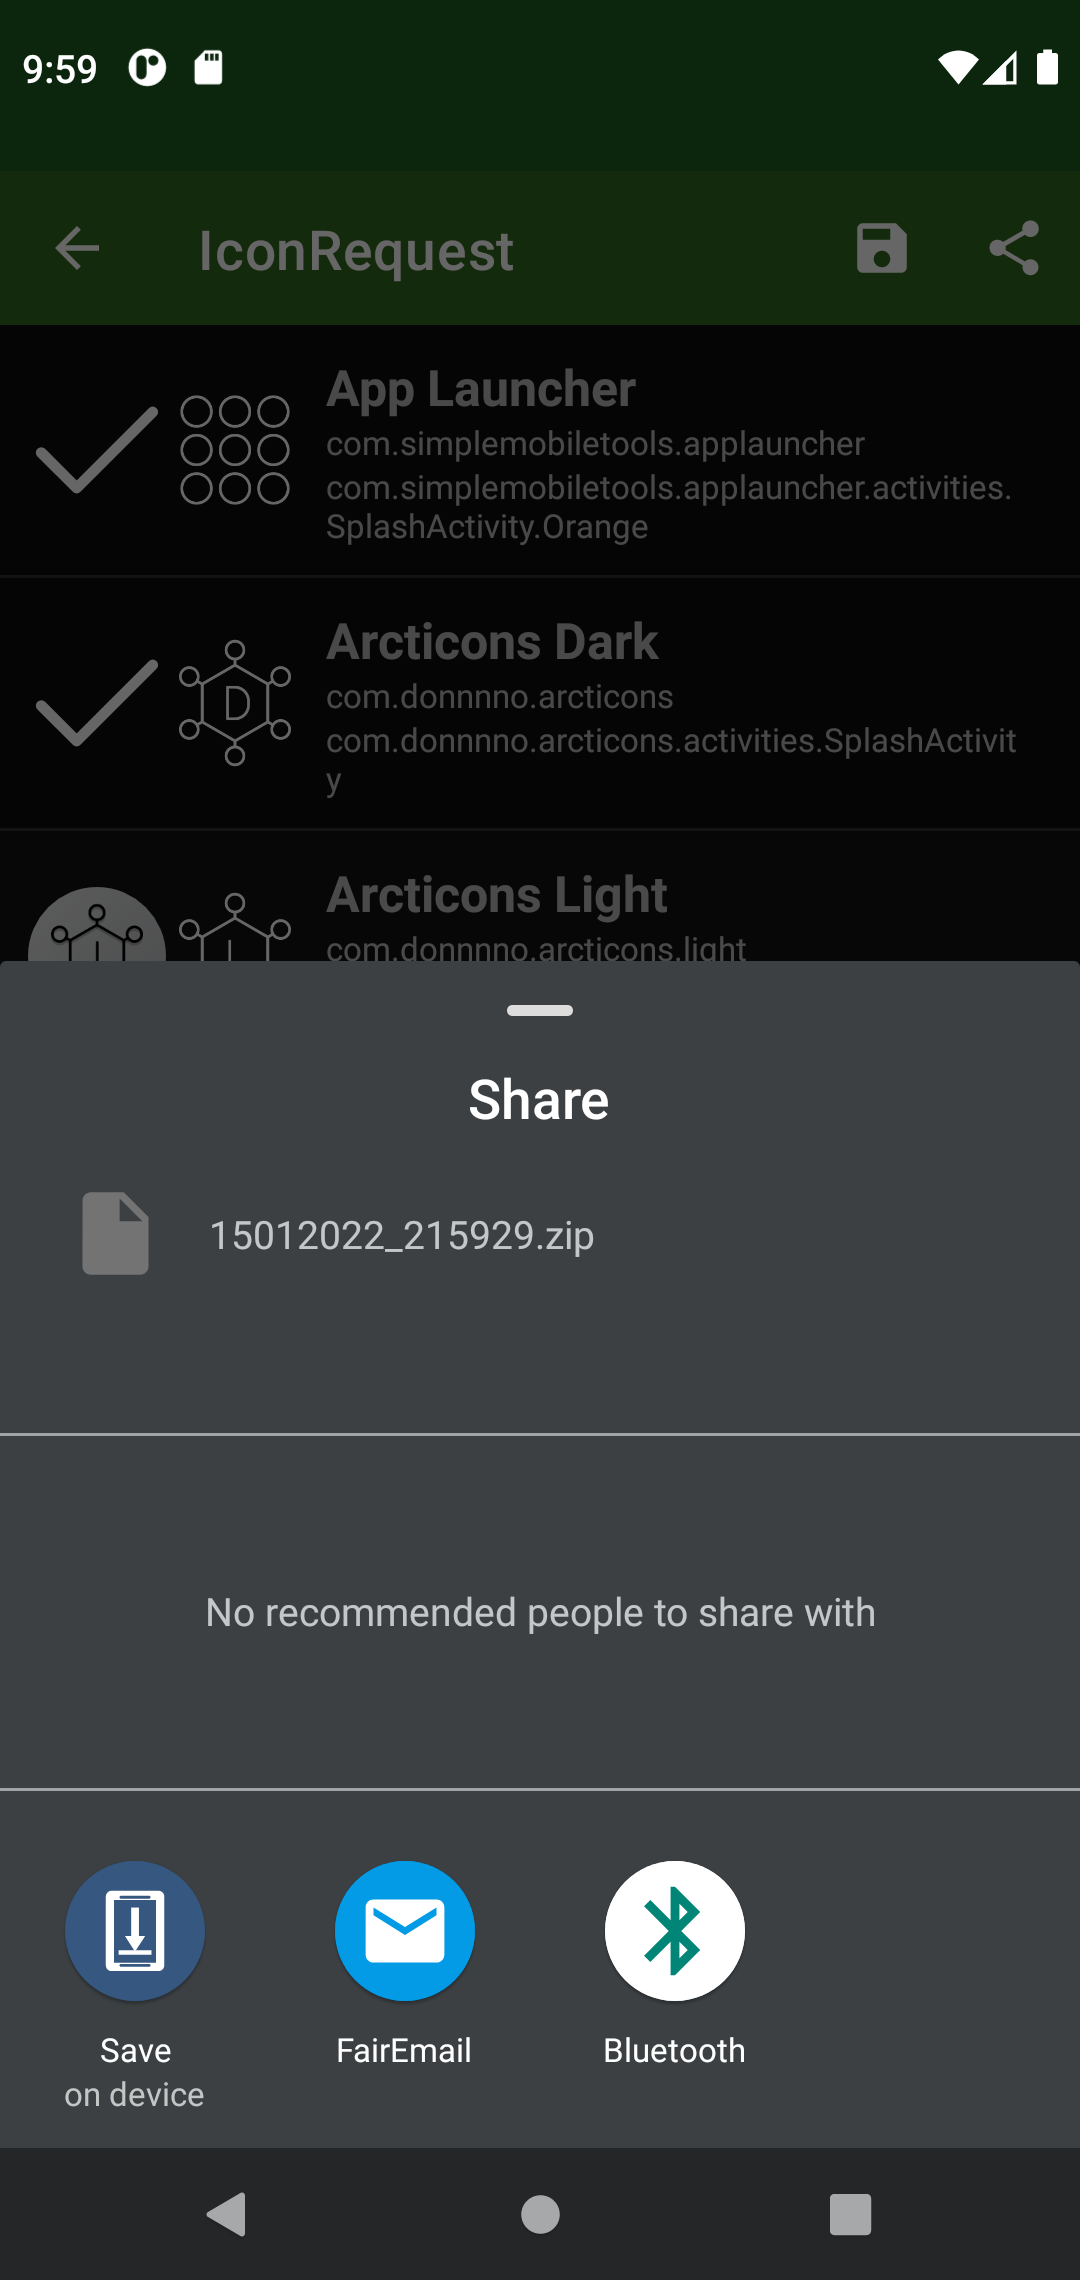 9:59
IconRequest
App Launcher
com.simplemobiletools.applauncher
com.simplemobiletools.applauncher.activities.
SplashActivity.Orange
Arcticons Dark
com.donnnno.arcticons
com.donnnno.arcticons.activities.SplashActivit
y
Arcticons Light
com.donnnno.arcticons.light
Share
15012022_215929.zip
No recommended people to share with
Save
on device
FairEmail
Bluetooth